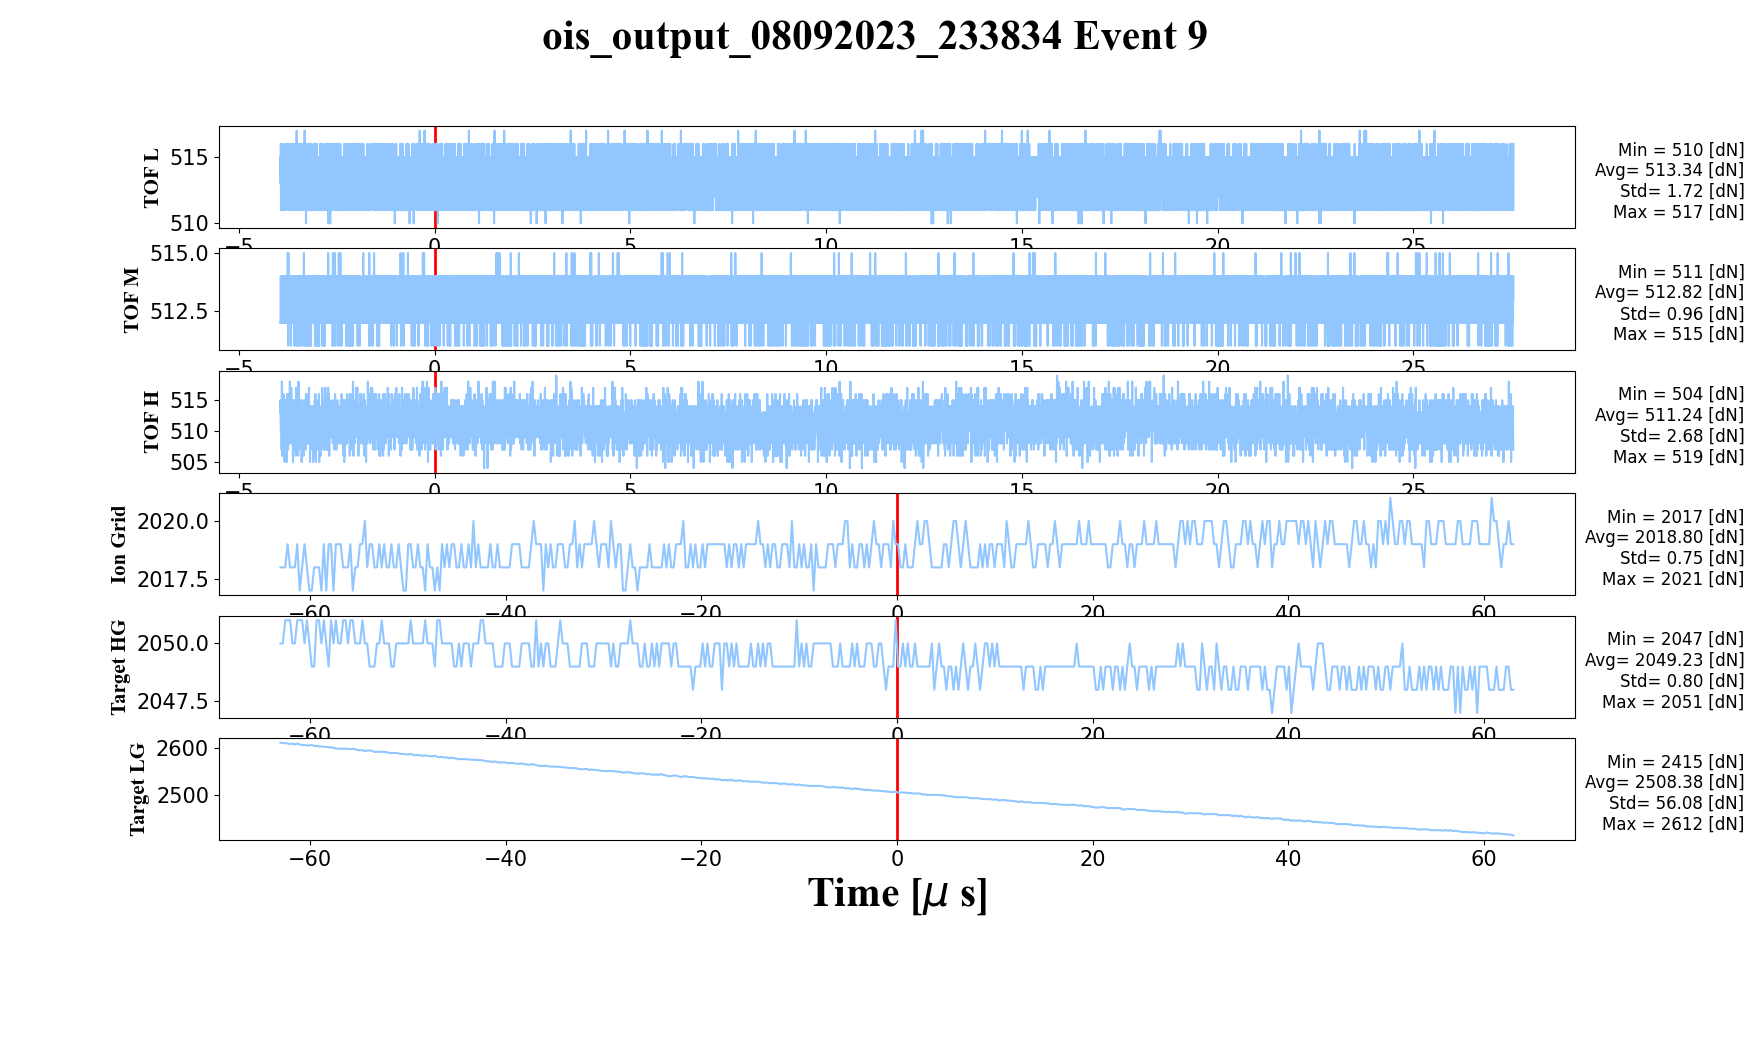 ois_output_08092023_233834 Event 9
TOF L
515
510
−5 0 5 10 15 20 25
Min = 510 [dN]
Avg= 513.34 [dN]
Std= 1.72 [dN]
Max = 517 [dN]
TOF M
515.0
512.5
−5 0 5 10 15 20 25
Min = 511 [dN]
Avg= 512.82 [dN]
Std= 0.96 [dN]
Max = 515 [dN]
TOF H
515
510
505
−5 0 5 10 15 20 25
Min = 504 [dN]
Avg= 511.24 [dN]
Std= 2.68 [dN]
Max = 519 [dN]
Ion Grid
2020.0
2017.5
−60 −40 −20 0 20 40 60
Min = 2017 [dN]
Avg= 2018.80 [dN]
Std= 0.75 [dN]
Max = 2021 [dN]
Target HG
2050.0
2047.5
−60 −40 −20 0 20 40 60
Min = 2047 [dN]
Avg= 2049.23 [dN]
Std= 0.80 [dN]
Max = 2051 [dN]
Target LG
2600
2500
−60 −40 −20 0 20 40 60
Min = 2415 [dN]
Avg= 2508.38 [dN]
Std= 56.08 [dN]
Max = 2612 [dN]
Time [μ s]